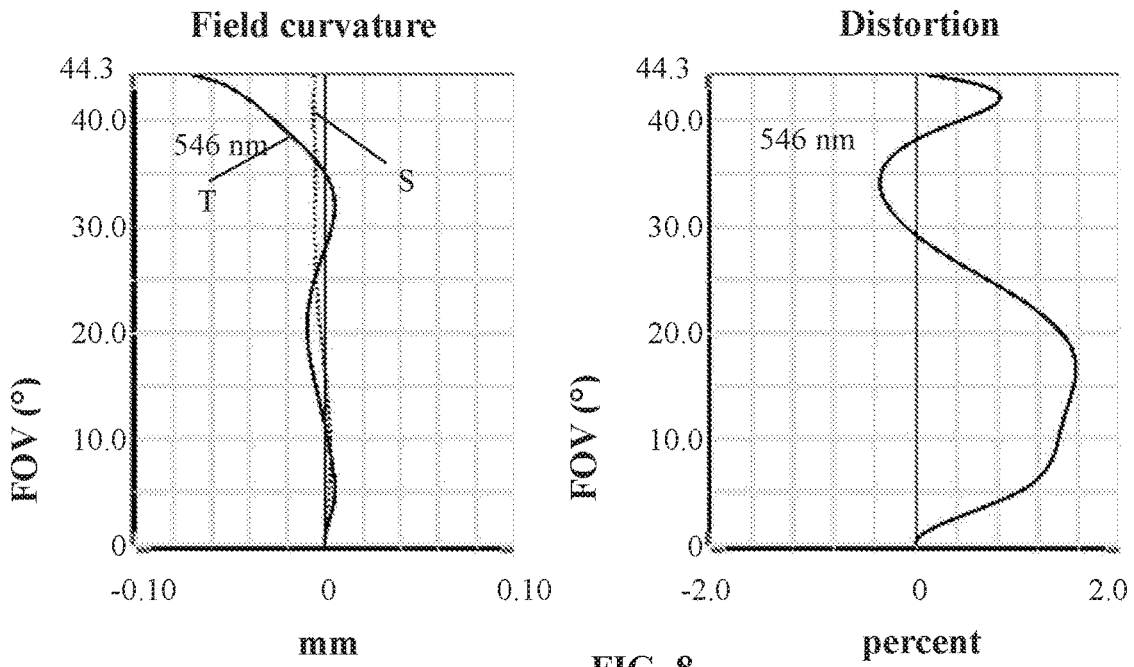 Field curvature
44.3
40.0
30.0
20.0
10.0
0
546 nm
T
S
FOV (°)
-0.10 0 0.10
mm
Distortion
44.3
40.0
30.0
20.0
10.0
0
546 nm
FOV (°)
-2.0 0 2.0
percent
FIG. 8